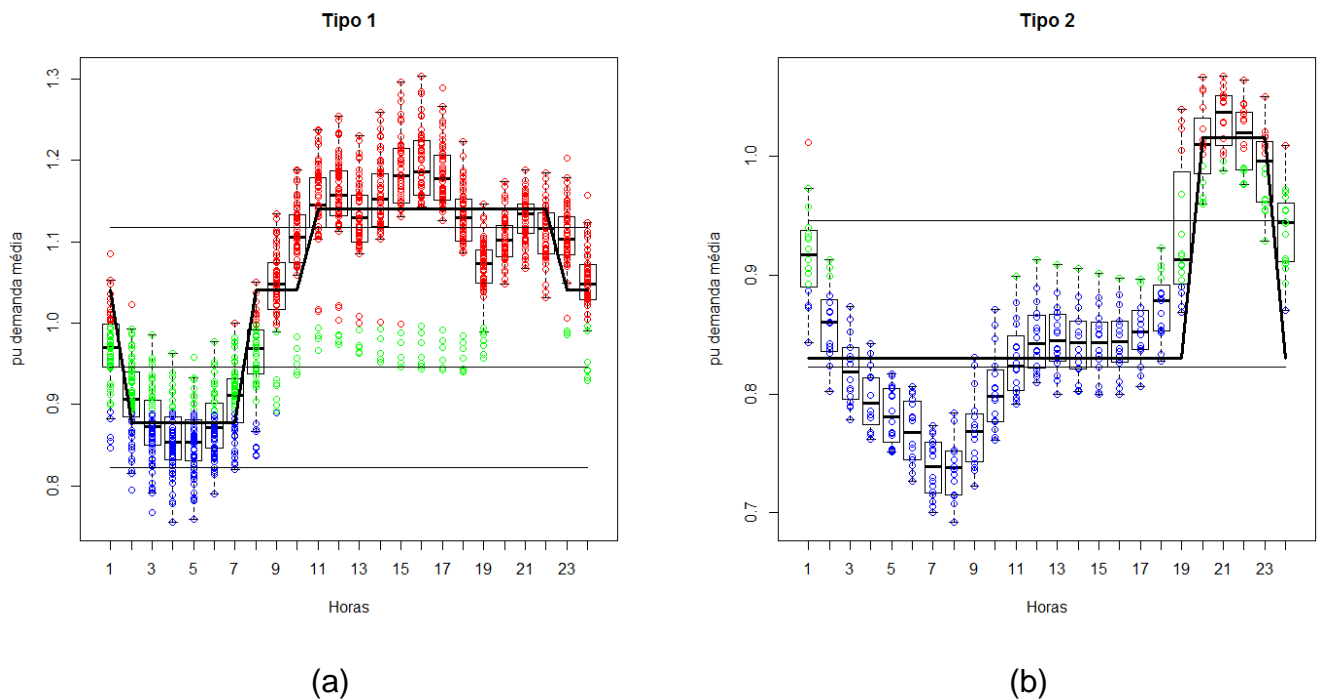 Tipo 1
Tipo 2
pu demanda média
1.3
1.2
1.1
1.0
0.9
0.8
1 3 5 7 9 11 13 15 17 19 21 23
Horas
pu demanda média
1.0
0.9
0.8
0.7
1 3 5 7 9 11 13 15 17 19 21 23
Horas
(a)
(b)